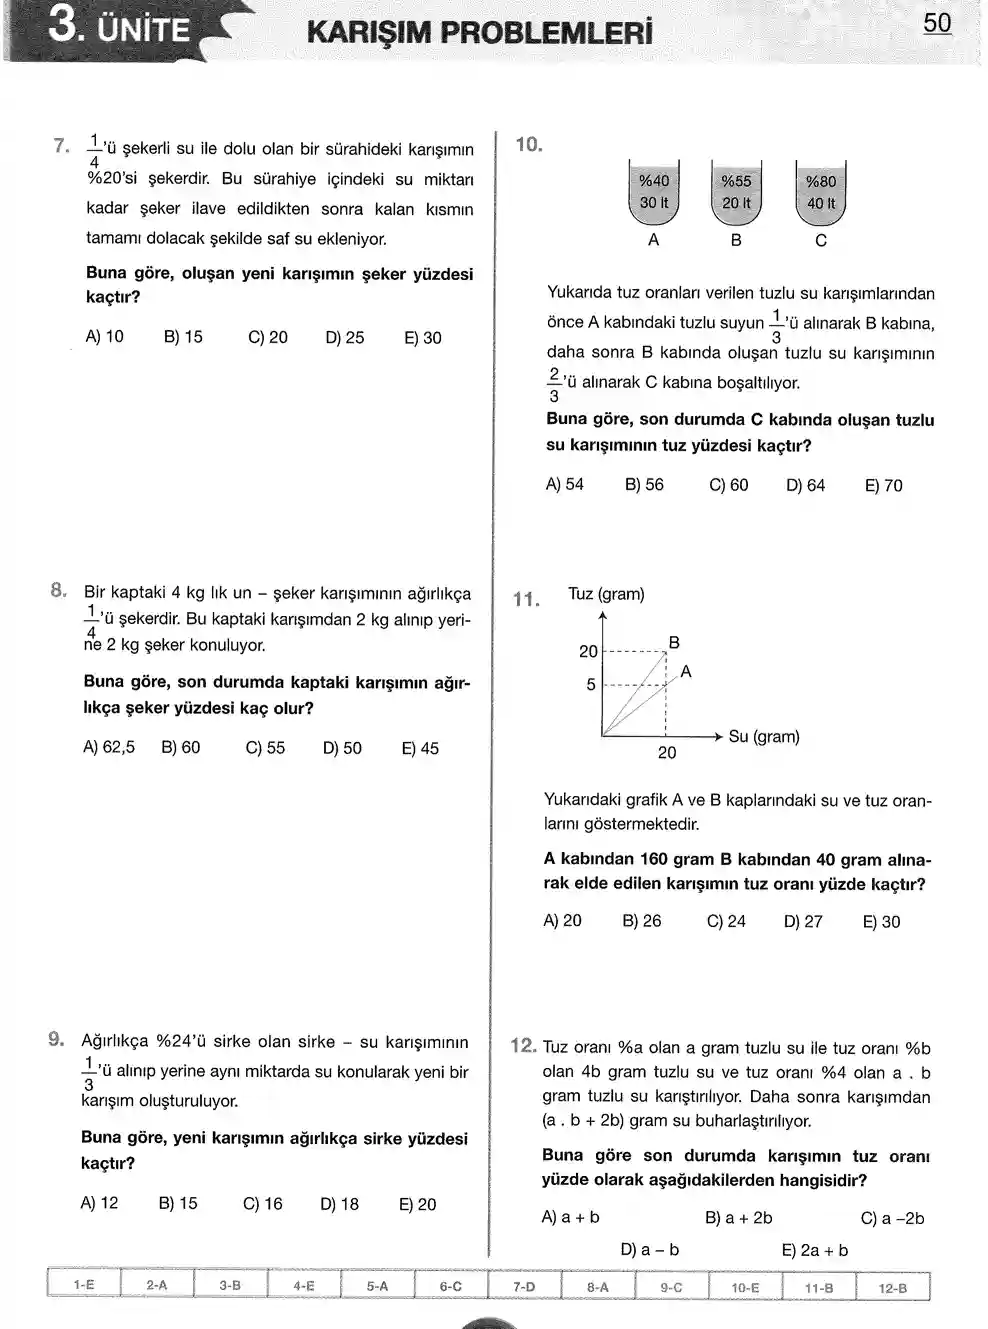 3. ÜNİTE
KARIŞIM PROBLEMLERİ
50
7. 1/4'ü şekerli su ile dolu olan bir sürahideki karışımın
%20'si şekerdir. Bu sürahiye içindeki su miktarı
kadar şeker ilave edildikten sonra kalan kısmın
tamamı dolacak şekilde saf su ekleniyor.
Buna göre, oluşan yeni karışımın şeker yüzdesi
kaçtır?
A) 10 B) 15 C) 20 D) 25 E) 30
8. Bir kaptaki 4 kg lık un – şeker karışımının ağırlıkça
1/4'ü şekerdir. Bu kaptaki karışımdan 2 kg alınıp yeri-
ne 2 kg şeker konuluyor.
Buna göre, son durumda kaptaki karışımın ağır-
lıkça şeker yüzdesi kaç olur?
A) 62,5 B) 60 C) 55 D) 50 E) 45
9. Ağırlıkça %24'ü sirke olan sirke – su karışımının
1/3'ü alınıp yerine aynı miktarda su konularak yeni bir
karışım oluşturuluyor.
Buna göre, yeni karışımın ağırlıkça sirke yüzdesi
kaçtır?
A) 12 B) 15 C) 16 D) 18 E) 20
10.
%40 %55 %80
30 lt 20 lt 40 lt
A B C
Yukarıda tuz oranları verilen tuzlu su karışımlarından
önce A kabındaki tuzlu suyun 1/3'ü alınarak B kabına,
daha sonra B kabında oluşan tuzlu su karışımının
2/3'ü alınarak C kabına boşaltılıyor.
Buna göre, son durumda C kabında oluşan tuzlu
su karışımının tuz yüzdesi kaçtır?
A) 54 B) 56 C) 60 D) 64 E) 70
11. Tuz (gram)
B
20
A
5
Su (gram)
20
Yukarıdaki grafik A ve B kaplarındaki su ve tuz oran-
larını göstermektedir.
A kabından 160 gram B kabından 40 gram alına-
rak elde edilen karışımın tuz oranı yüzde kaçtır?
A) 20 B) 26 C) 24 D) 27 E) 30
12. Tuz oranı %a olan a gram tuzlu su ile tuz oranı %b
olan 4b gram tuzlu su ve tuz oranı %4 olan a . b
gram tuzlu su karıştırılıyor. Daha sonra karışımdan
(a . b + 2b) gram su buharlaştırılıyor.
Buna göre son durumda karışımın tuz oranı
yüzde olarak aşağıdakilerden hangisidir?
A) a + b B) a + 2b C) a –2b
D) a – b E) 2a + b
1-E 2-A 3-B 4-E 5-A 6-C 7-D 8-A 9-C 10-E 11-B 12-B